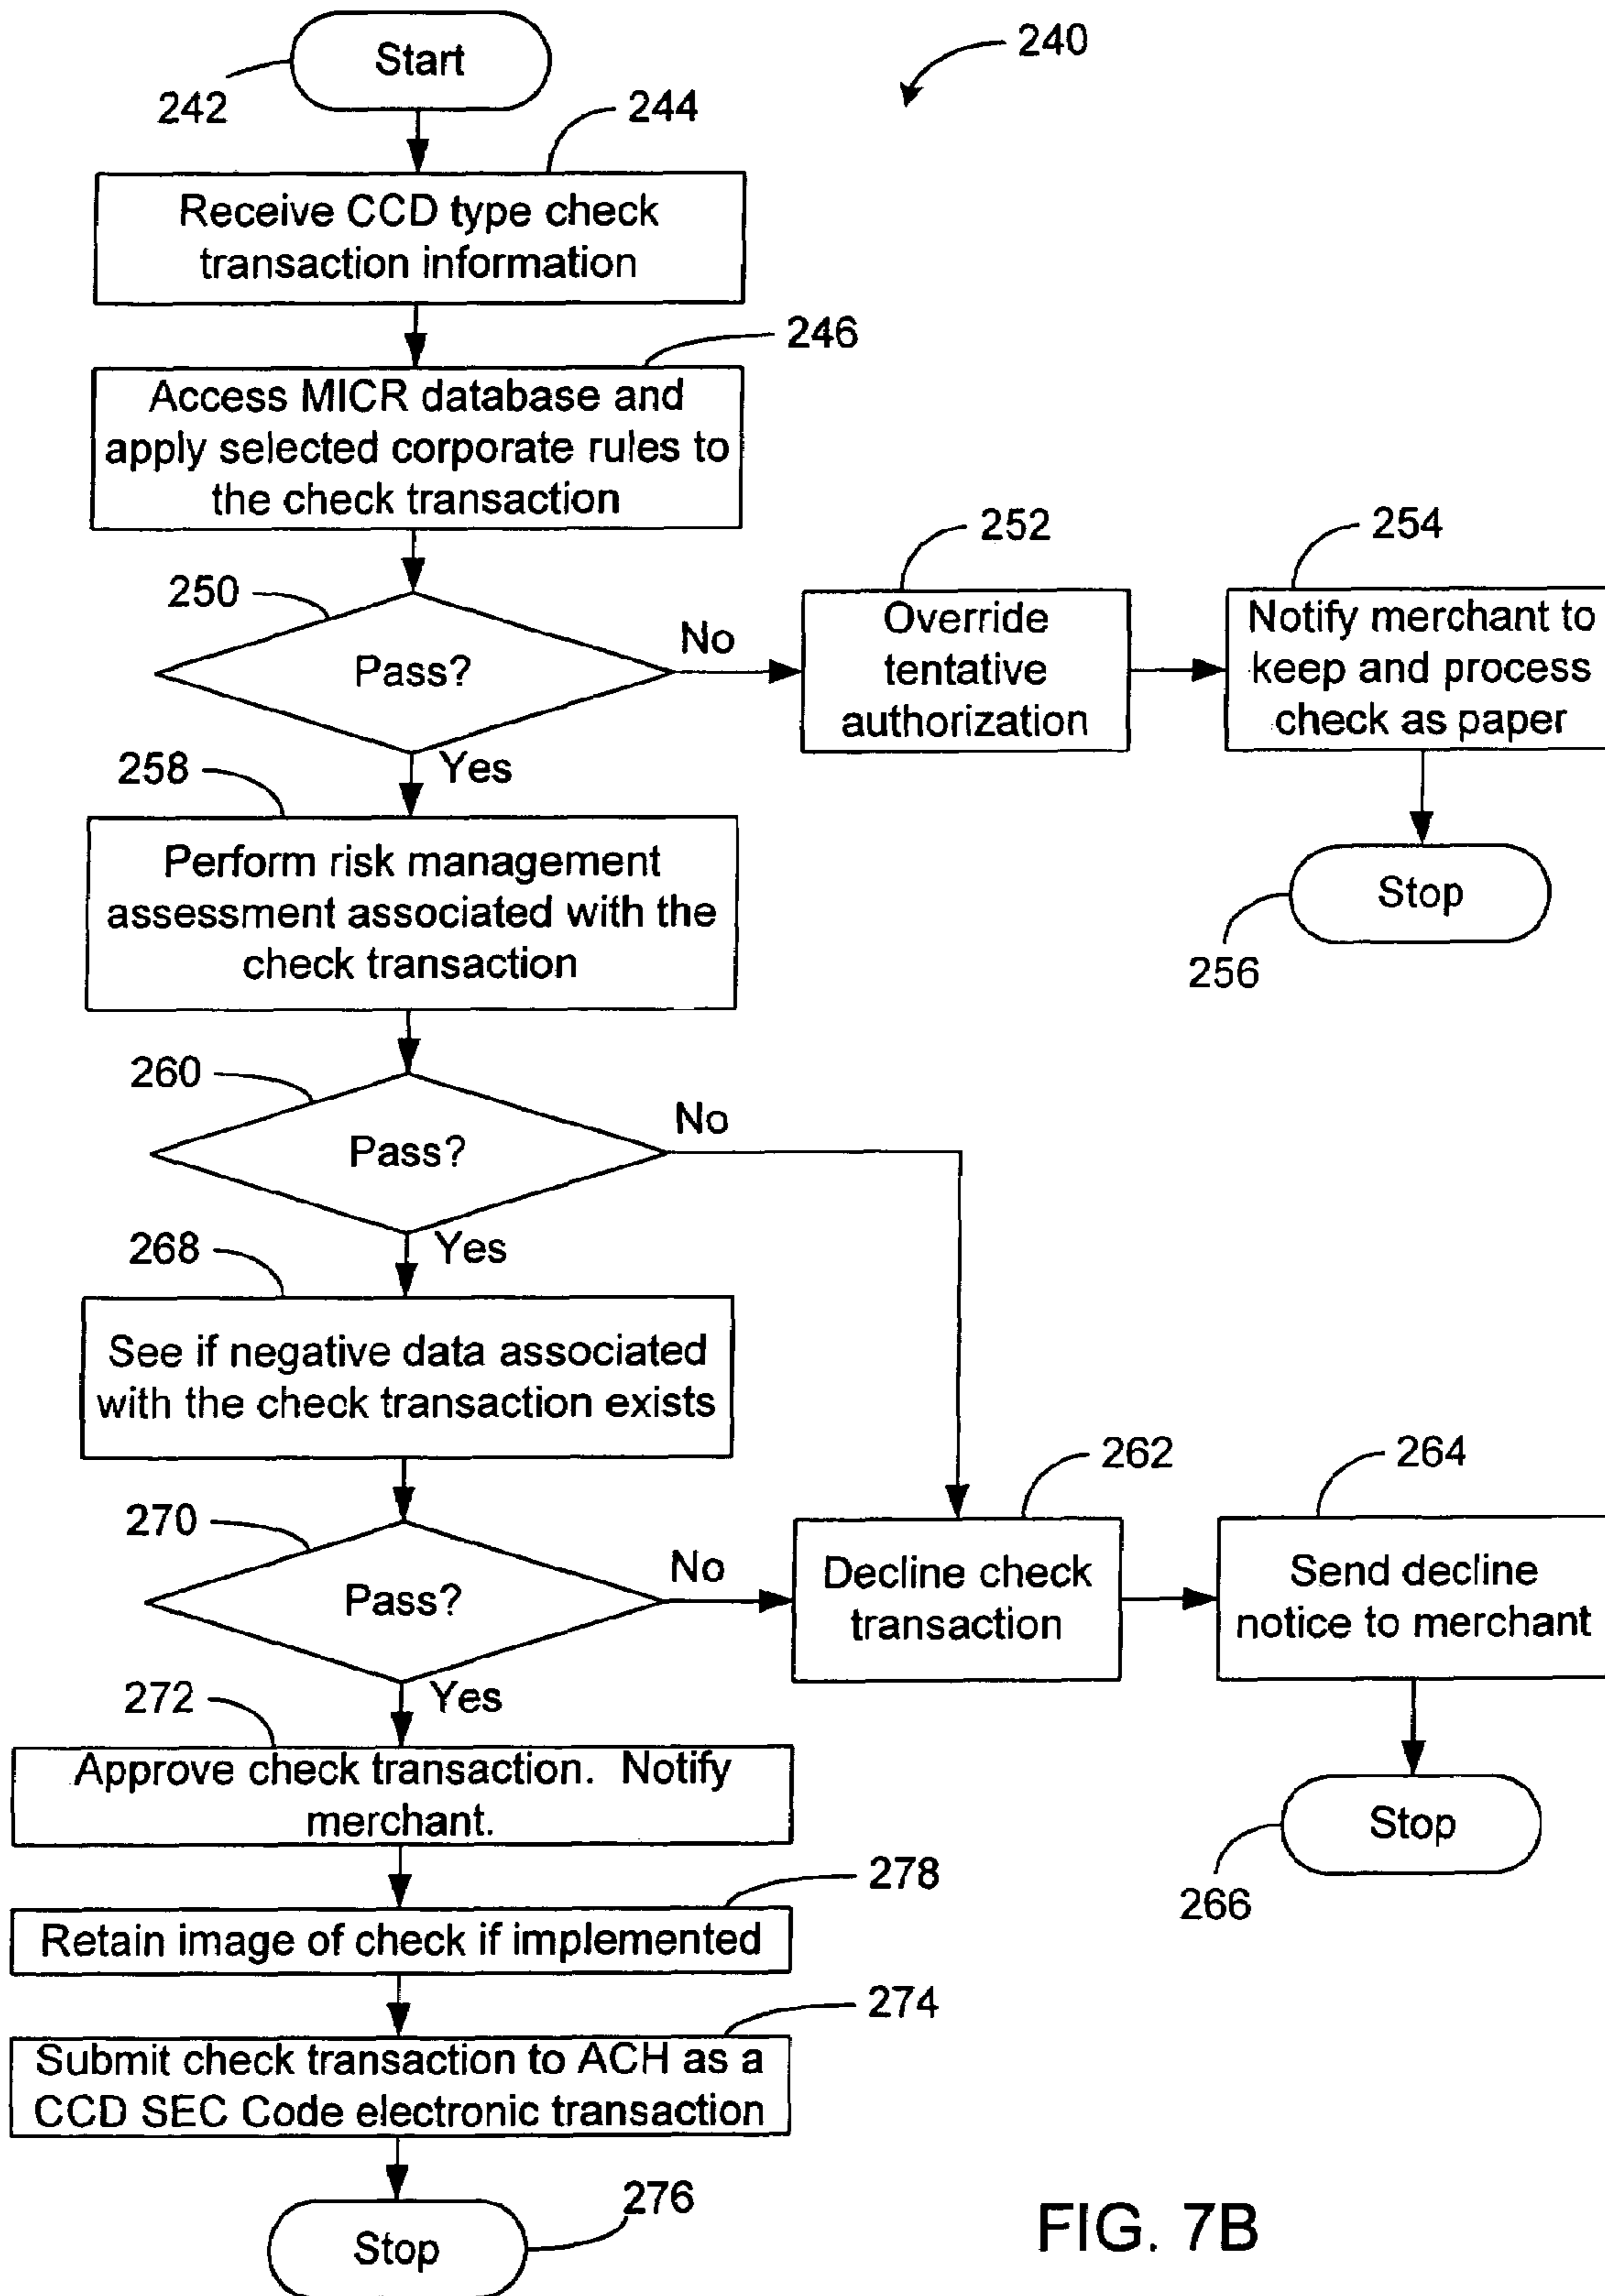 Start
240
242
244
Receive CCD type check
transaction information
246
Access MICR database and
apply selected corporate rules to
the check transaction
250
Pass?
No
252
Override
tentative
authorization
254
Notify merchant to
keep and process
check as paper
Stop
256
Yes
258
Perform risk management
assessment associated with the
check transaction
260
Pass?
No
Yes
268
See if negative data associated
with the check transaction exists
270
Pass?
No
262
Decline check
transaction
264
Send decline
notice to merchant
Stop
266
Yes
272
Approve check transaction. Notify
merchant.
278
Retain image of check if implemented
274
Submit check transaction to ACH as a
CCD SEC Code electronic transaction
276
Stop
FIG. 7B